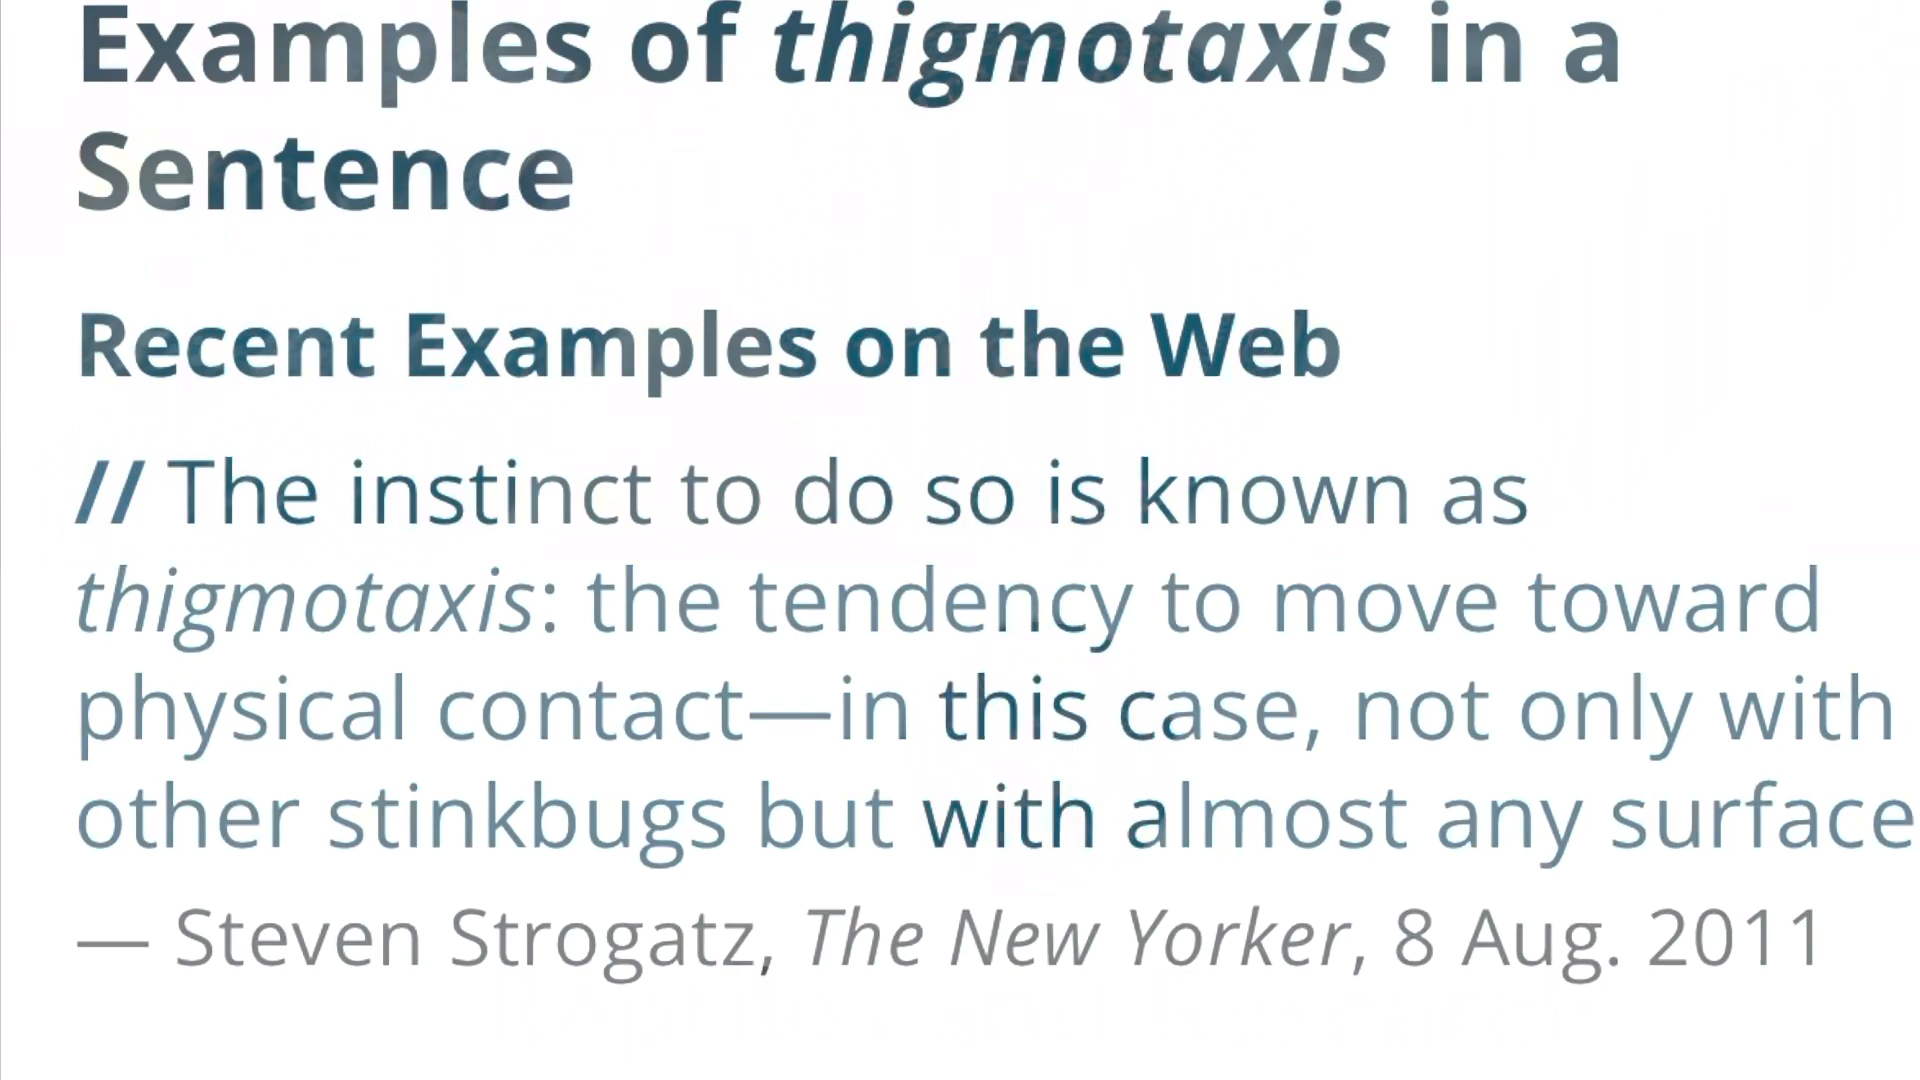 Examples of thigmotaxis in a
Sentence
Recent Examples on the Web
// The instinct to do so is known as
thigmotaxis: the tendency to move toward
physical contact—in this case, not only with
other stinkbugs but with almost any surface
— Steven Strogatz, The New Yorker, 8 Aug. 2011